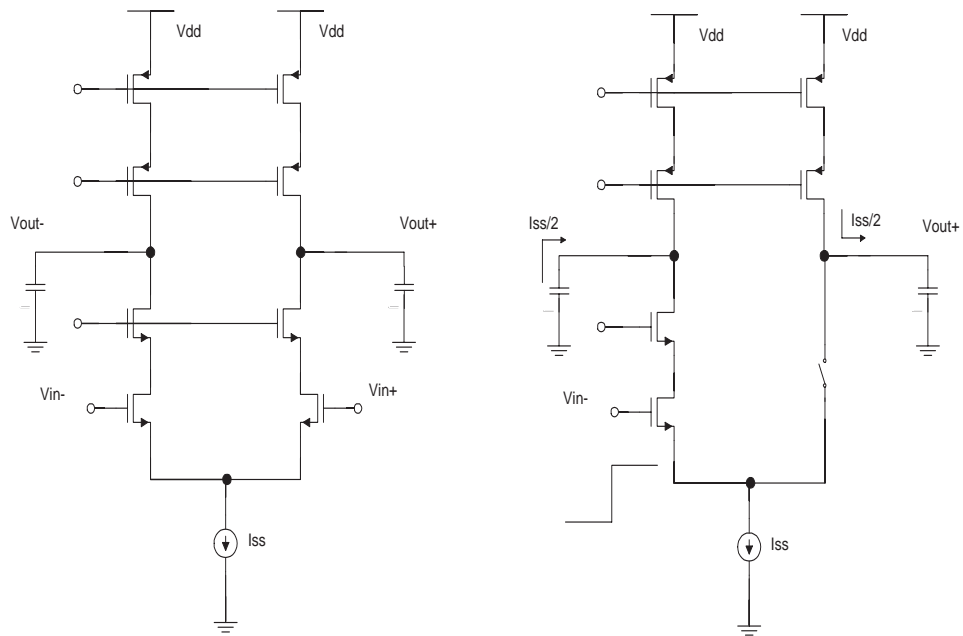 Vdd
Vdd
Vout-
Vout+
Vin-
Vin+
Iss
Vdd
Vdd
Iss/2
Iss/2
Vout+
Vin-
Iss